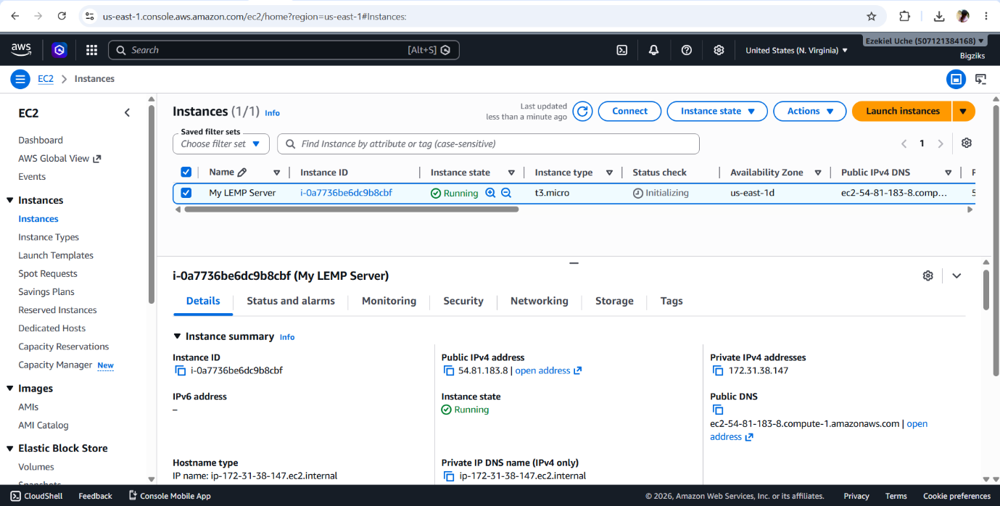 us-east-1.console.aws.amazon.com/ec2/home?region=us-east-1#Instances:
aws
Search
[Alt+S]
United States (N. Virginia)
Ezekiel Uche (507121384168)
Bigziks
EC2
Instances
EC2
Dashboard
AWS Global View
Events
Instances
Instances
Instance Types
Launch Templates
Spot Requests
Savings Plans
Reserved Instances
Dedicated Hosts
Capacity Reservations
Capacity Manager New
Images
AMIs
AMI Catalog
Elastic Block Store
Volumes
Snapshots
Instances (1/1) Info
Last updated
less than a minute ago
Connect
Instance state
Actions
Launch instances
Saved filter sets
Choose filter set
Find Instance by attribute or tag (case-sensitive)
1
Name Instance ID Instance state Instance type Status check Availability Zone Public IPv4 DNS
My LEMP Server i-0a7736be6dc9b8cbf Running t3.micro Initializing us-east-1d ec2-54-81-183-8.comp...
i-0a7736be6dc9b8cbf (My LEMP Server)
Details Status and alarms Monitoring Security Networking Storage Tags
Instance summary Info
Instance ID
i-0a7736be6dc9b8cbf
Public IPv4 address
54.81.183.8 | open address
Private IPv4 addresses
172.31.38.147
IPv6 address
–
Instance state
Running
Public DNS
ec2-54-81-183-8.compute-1.amazonaws.com | open
address
Hostname type
IP name: ip-172-31-38-147.ec2.internal
Private IP DNS name (IPv4 only)
ip-172-31-38-147.ec2.internal
CloudShell Feedback Console Mobile App
© 2026, Amazon Web Services, Inc. or its affiliates. Privacy Terms Cookie preferences